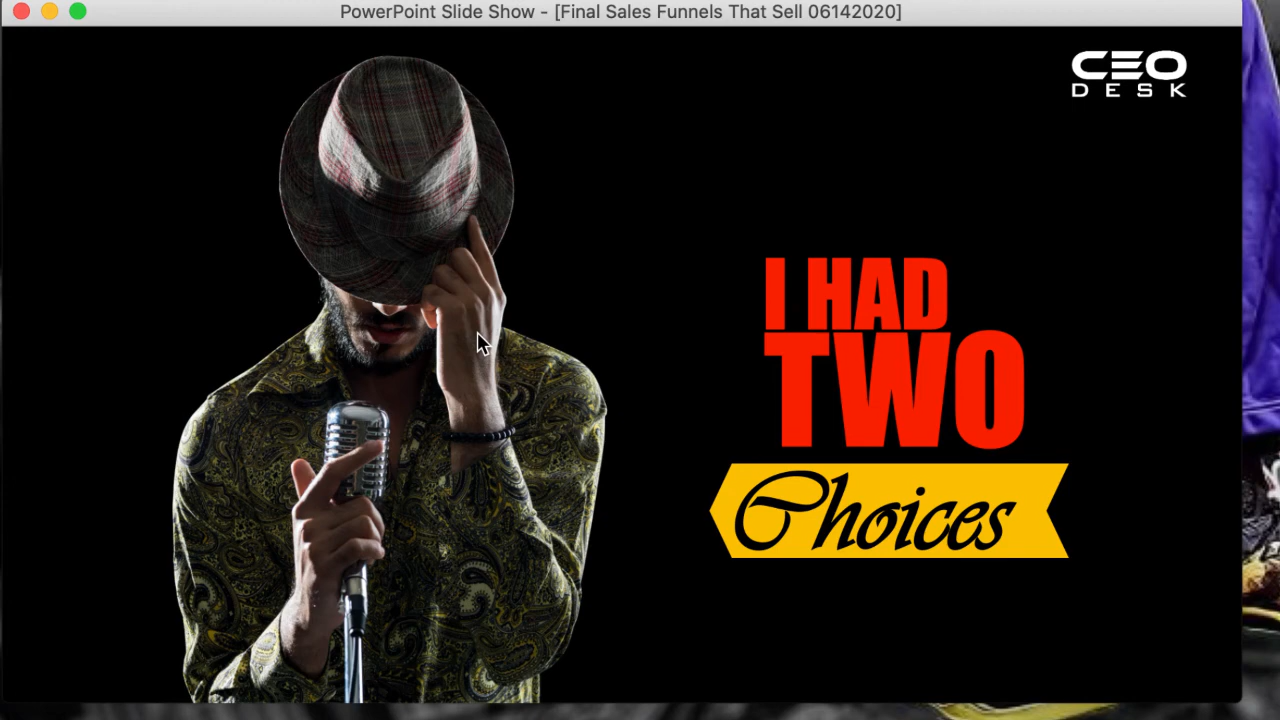 PowerPoint Slide Show - [Final Sales Funnels That Sell 06142020]
CEO
DESK
I HAD
TWO
Choices